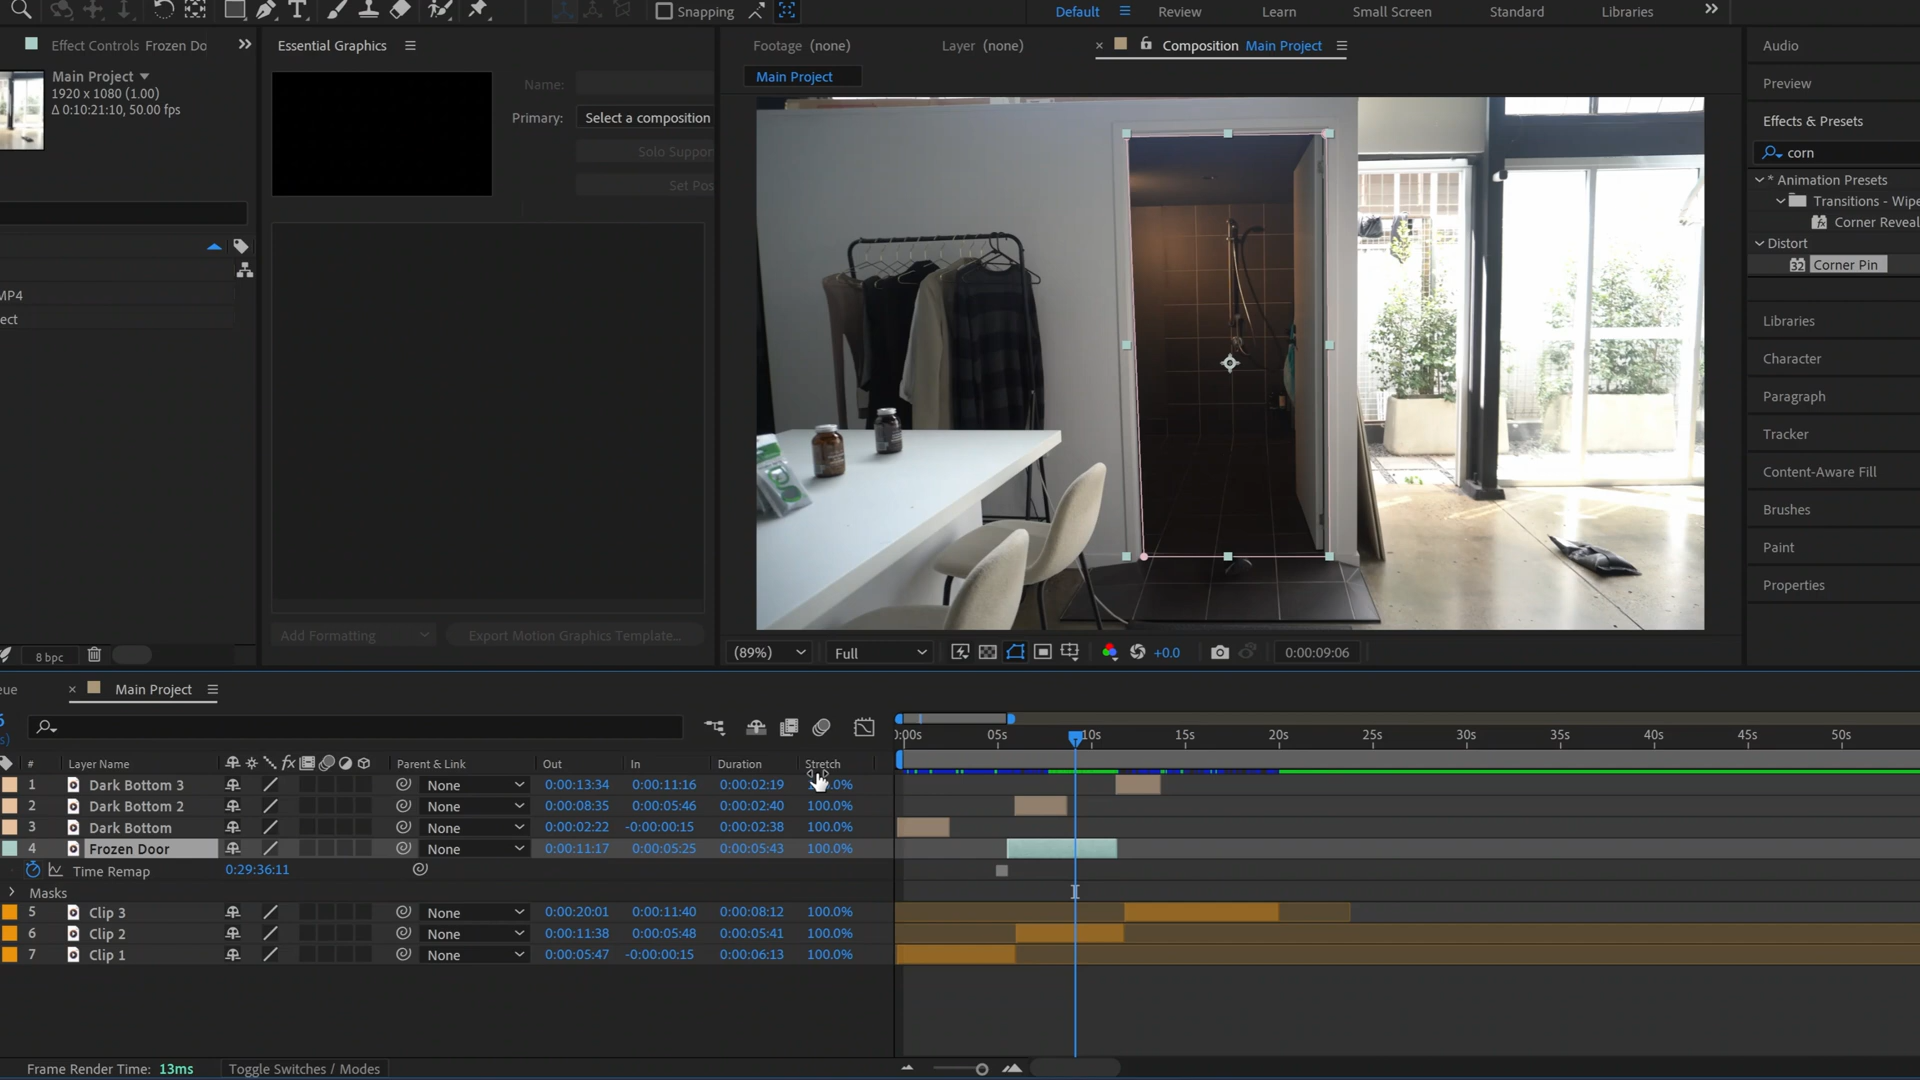 Snapping
Default
Review
Learn
Small Screen
Standard
Libraries
Effect Controls Frozen Do
Essential Graphics
Footage (none)
Layer (none)
Composition Main Project
Audio
Main Project
1920 x 1080 (1.00)
Δ 0:10:21:10, 50.00 fps
Name:
Primary:
Select a composition
Solo Suppor
Set Pos
Main Project
Preview
Effects & Presets
corn
* Animation Presets
Transitions - Wipe
Corner Reveal
Distort
32
Corner Pin
MP4
ect
Libraries
Character
Paragraph
Tracker
Content-Aware Fill
Brushes
Paint
Properties
Add Formatting
Export Motion Graphics Template...
8 bpc
(89%)
Full
+0.0
0:00:09:06
eue
Main Project
0:00s 05s 10s 15s 20s 25s 30s 35s 40s 45s 50s
# Layer Name fx Parent & Link Out In Duration Stretch
1 Dark Bottom 3 None 0:00:13:34 0:00:11:16 0:00:02:19
2 Dark Bottom 2 None 0:00:08:35 0:00:05:46 0:00:02:40 100.0%
3 Dark Bottom None 0:00:02:22 -0:00:00:15 0:00:02:38 100.0%
4 Frozen Door None 0:00:11:17 0:00:05:25 0:00:05:43 100.0%
Time Remap 0:29:36:11
Masks
5 Clip 3 None 0:00:20:01 0:00:11:40 0:00:08:12 100.0%
6 Clip 2 None 0:00:11:38 0:00:05:48 0:00:05:41 100.0%
7 Clip 1 None 0:00:05:47 -0:00:00:15 0:00:06:13 100.0%
Frame Render Time: 13ms
Toggle Switches / Modes